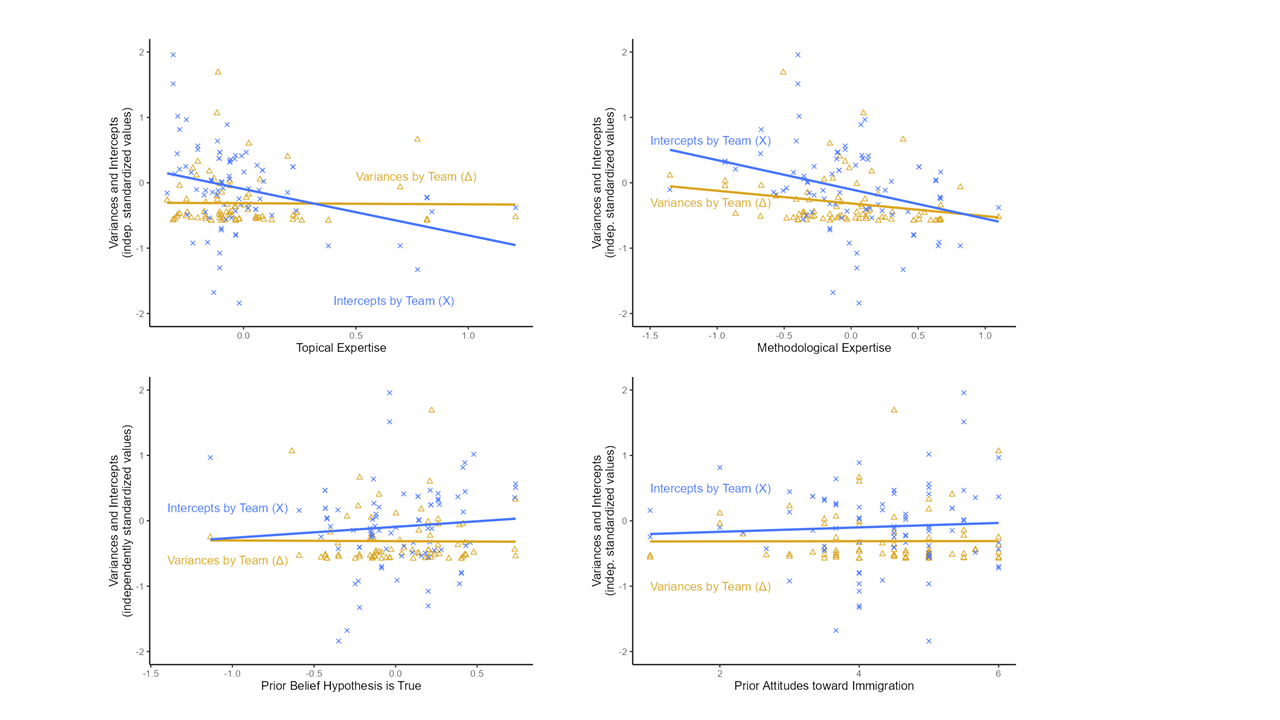 Variances and Intercepts
(indep. standardized values)
2
1
0
-1
-2
Variances by Team (Δ)
Intercepts by Team (X)
0.0
0.5
1.0
Topical Expertise
Variances and Intercepts
(indep. standardized values)
2
1
0
-1
-2
Intercepts by Team (X)
Variances by Team (Δ)
-1.5
-1.0
-0.5
0.0
0.5
1.0
Methodological Expertise
Variances and Intercepts
(independently standardized values)
2
1
0
-1
-2
Intercepts by Team (X)
Variances by Team (Δ)
-1.5
-1.0
-0.5
0.0
0.5
Prior Belief Hypothesis is True
Variances and Intercepts
(indep. standardized values)
2
1
0
-1
-2
Intercepts by Team (X)
Variances by Team (Δ)
2
4
6
Prior Attitudes toward Immigration